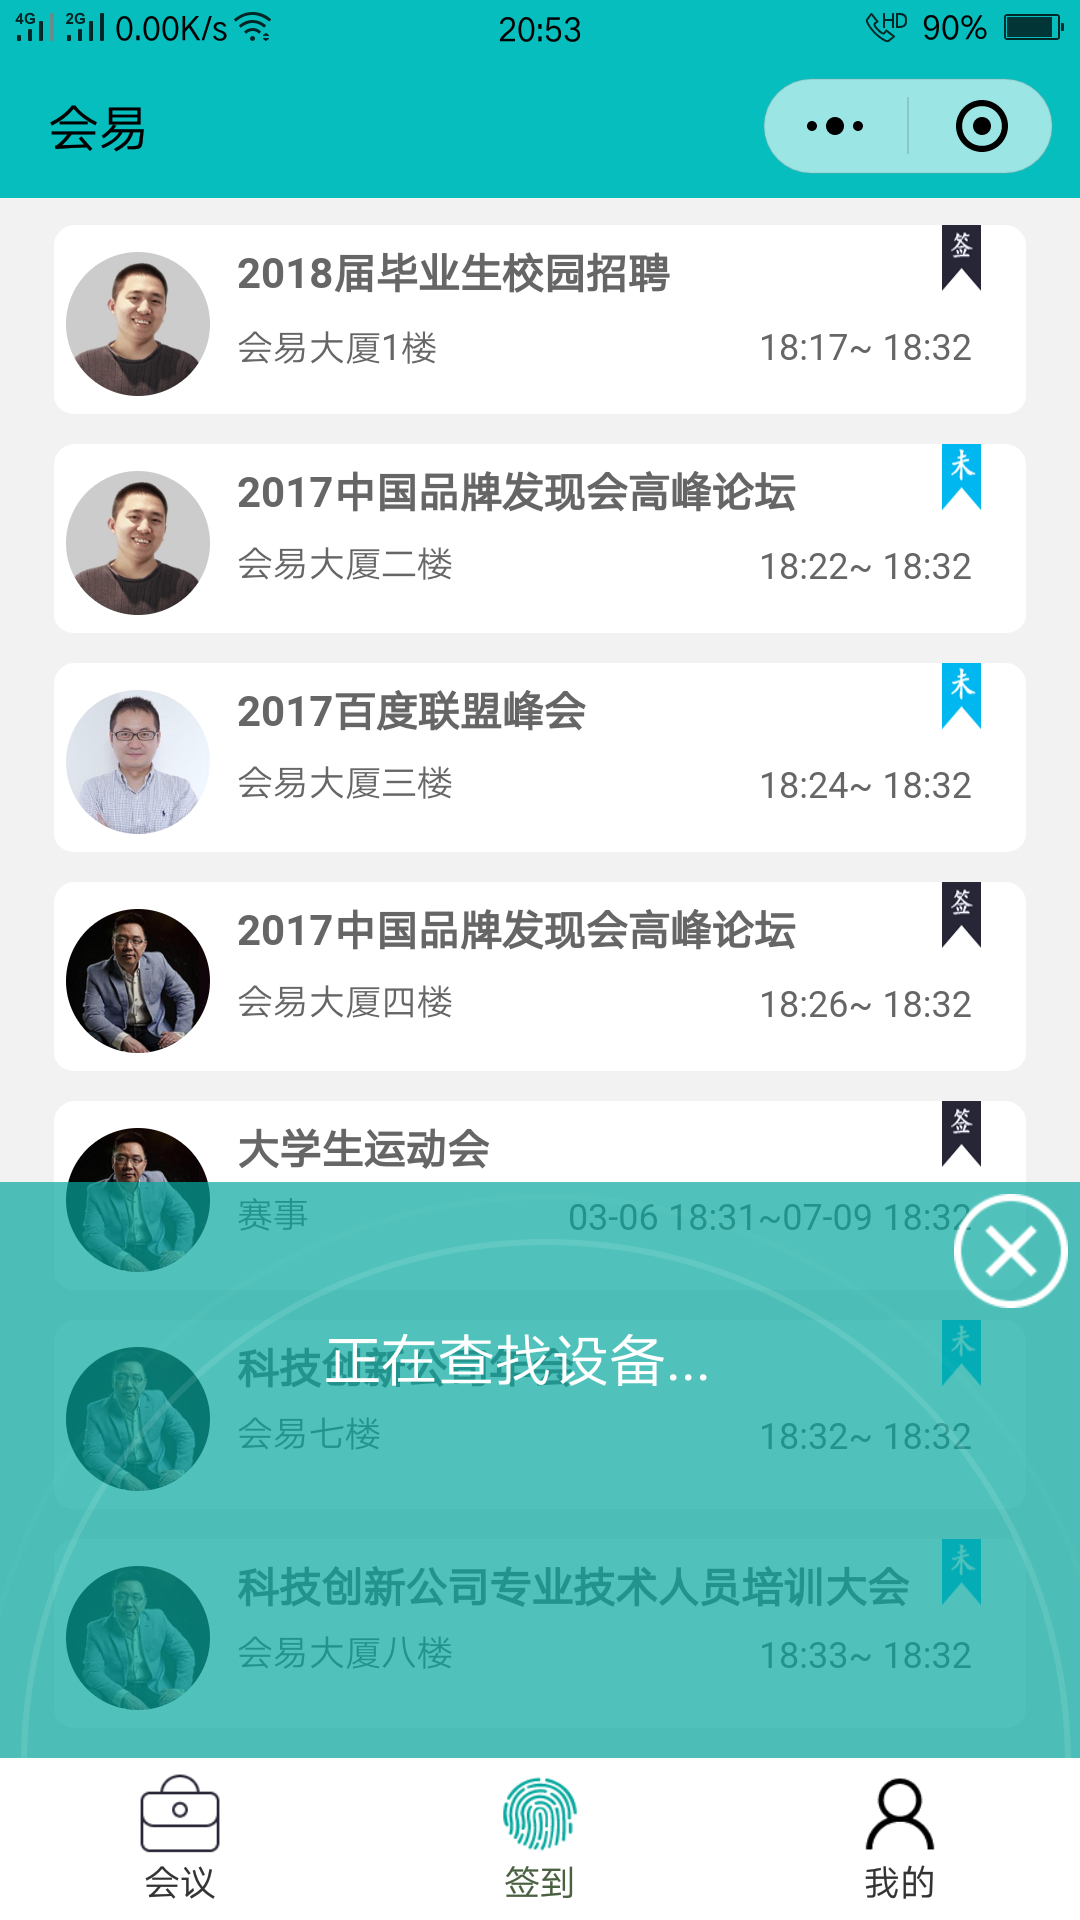 4G 2G 0.00K/s 20:53 HD 90%
会易
2018届毕业生校园招聘 签
会易大厦1楼 18:17~ 18:32
2017中国品牌发现会高峰论坛 未
会易大厦二楼 18:22~ 18:32
2017百度联盟峰会 未
会易大厦三楼 18:24~ 18:32
2017中国品牌发现会高峰论坛 签
会易大厦四楼 18:26~ 18:32
大学生运动会 签
赛事 03-06 18:31~07-09 18:32
正在查找设备...
科技创新公司年会 未
会易七楼 18:32~ 18:32
科技创新公司专业技术人员培训大会 未
会易大厦八楼 18:33~ 18:32
会议 签到 我的